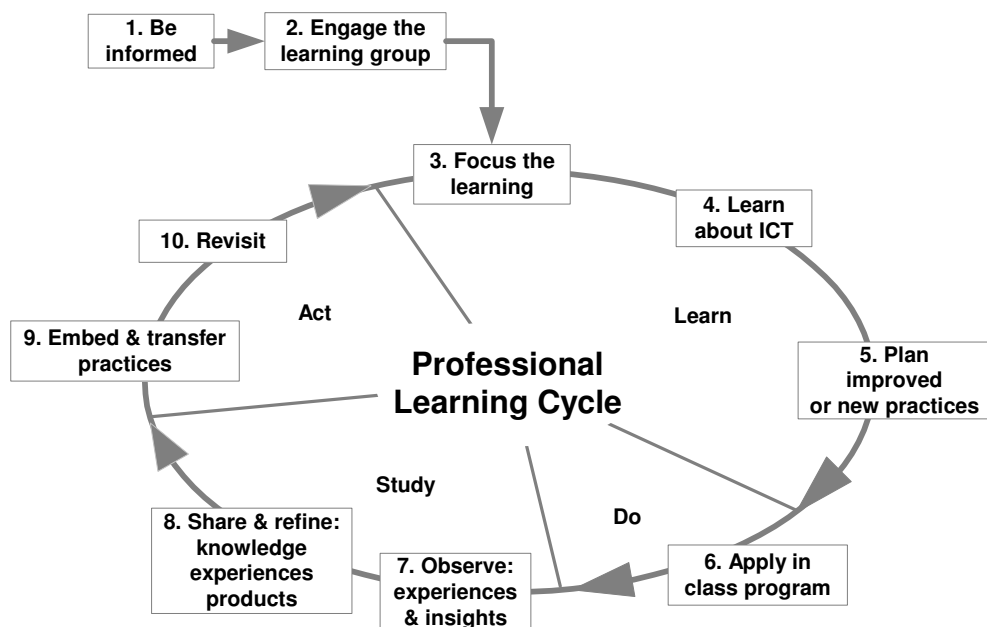 1. Be
informed
2. Engage the
learning group
3. Focus the
learning
4. Learn
about ICT
10. Revisit
Act
Learn
9. Embed & transfer
practices
5. Plan
improved
or new practices
Professional
Learning Cycle
Study
Do
8. Share & refine:
knowledge
experiences
products
7. Observe:
experiences
& insights
6. Apply in
class program